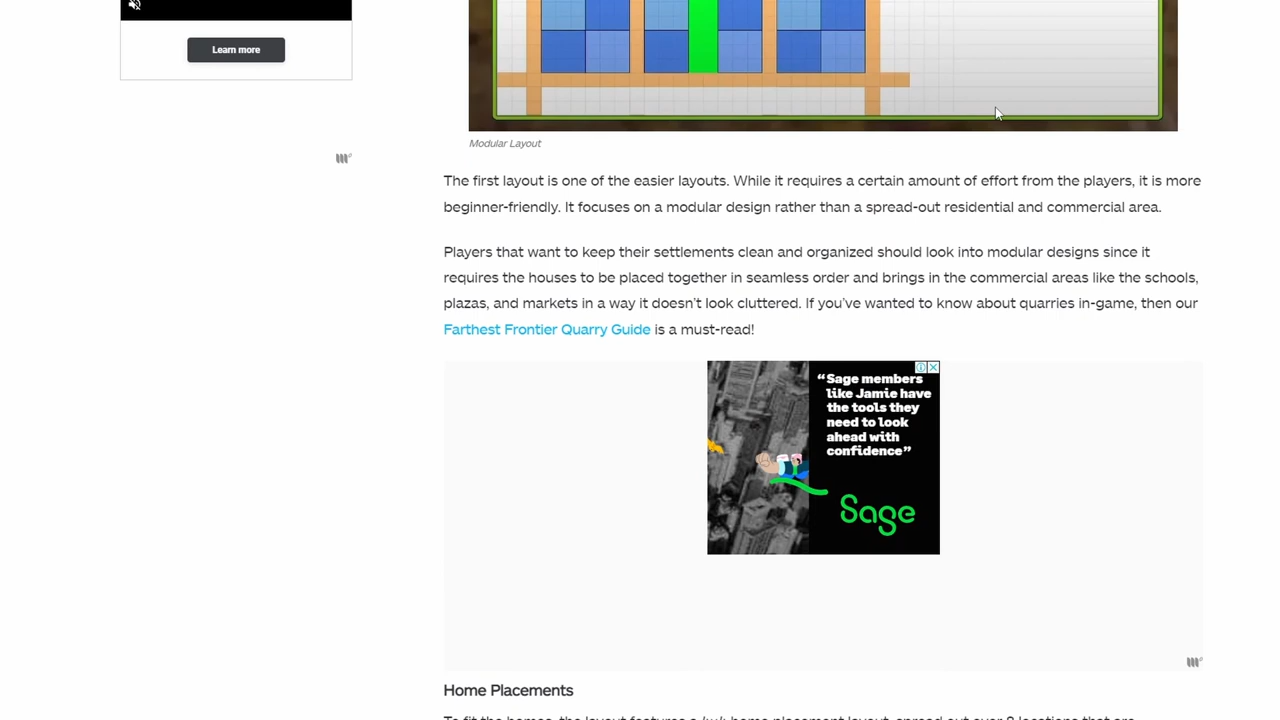 Learn more
Modular Layout
The first layout is one of the easier layouts. While it requires a certain amount of effort from the players, it is more
beginner-friendly. It focuses on a modular design rather than a spread-out residential and commercial area.
Players that want to keep their settlements clean and organized should look into modular designs since it
requires the houses to be placed together in seamless order and brings in the commercial areas like the schools,
plazas, and markets in a way it doesn't look cluttered. If you've wanted to know about quarries in-game, then our
Farthest Frontier Quarry Guide is a must-read!
“Sage members
like Jamie have
the tools they
need to look
ahead with
confidence”
Sage
Home Placements